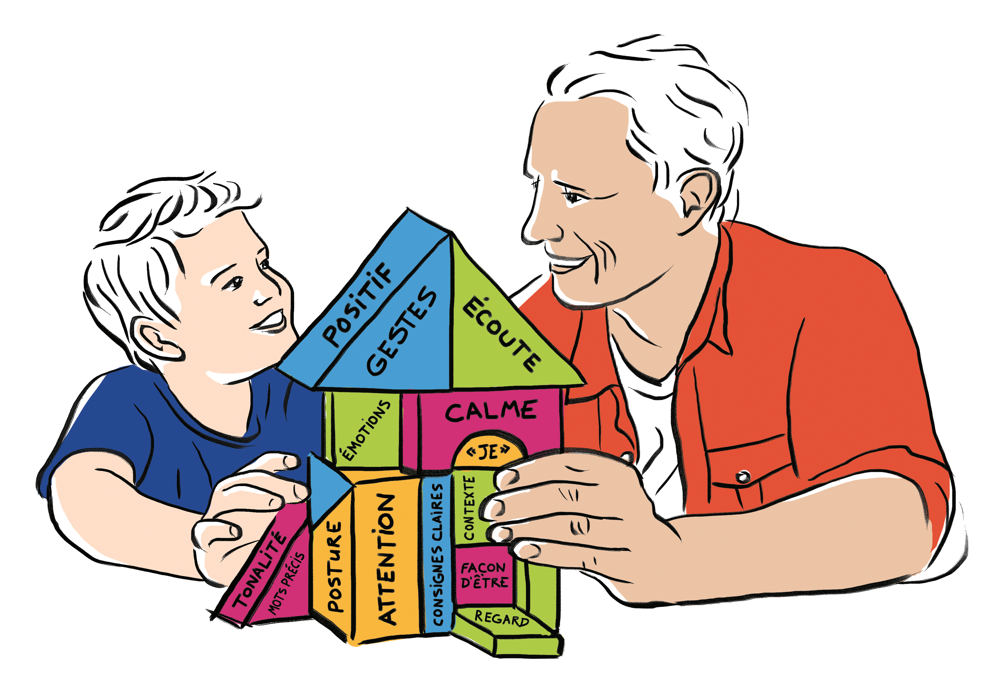 POSITIF
GESTES
ÉCOUTE
ÉMOTIONS
CALME
« JE »
TONALITÉ
MOTS PRÉCIS
POSTURE
ATTENTION
CONSIGNES CLAIRES
CONTEXTE
FAÇON
D'ÊTRE
REGARD